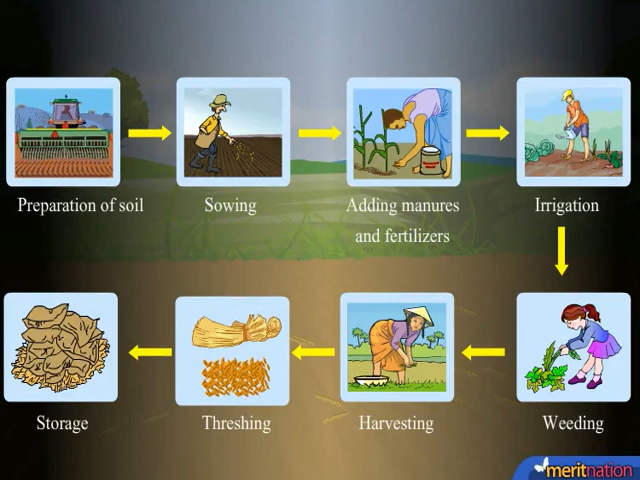 Preparation of soil
Sowing
Adding manures
and fertilizers
Irrigation
Storage
Threshing
Harvesting
Weeding
meritnation